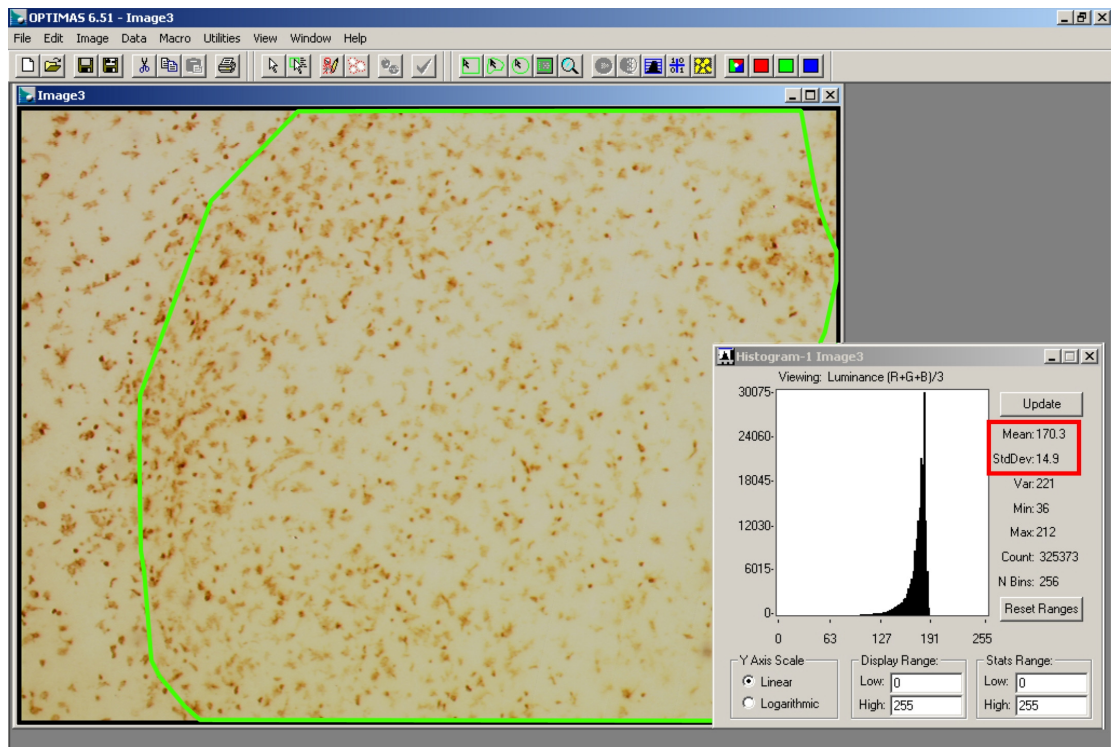 OPTIMAS 6.51 - Image3
File Edit Image Data Macro Utilities View Window Help
Image3
Histogram-1 Image3
Viewing: Luminance (R+G+B)/3
30075-
24060-
18045-
12030-
6015-
0-
0 63 127 191 255
Update
Mean: 170.3
StdDev: 14.9
Var: 221
Min: 36
Max: 212
Count: 325373
N Bins: 256
Reset Ranges
Y Axis Scale
Linear
Logarithmic
Display Range:
Low: 0
High: 255
Stats Range:
Low: 0
High: 255